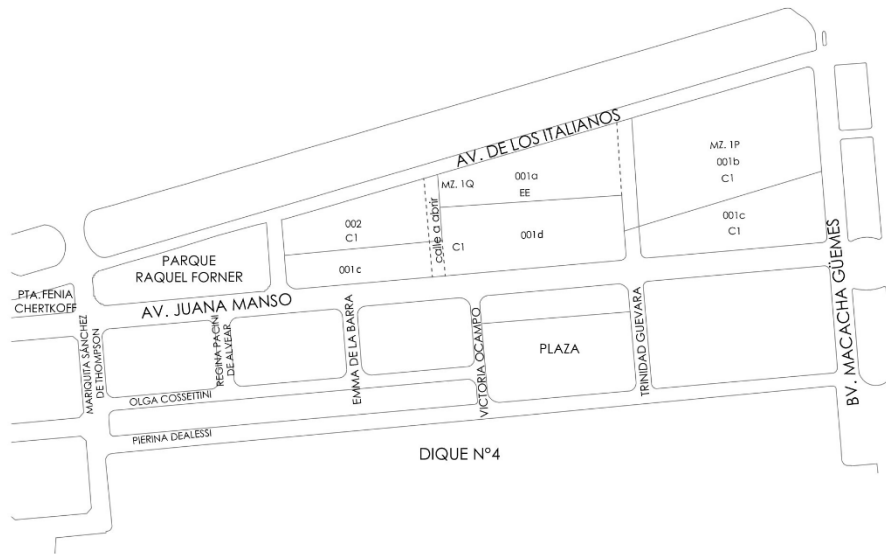 AV. DE LOS ITALIANOS
MZ. 1P
001b
C1
MZ. 1Q
001a
EE
002
C1
calle a abrir
C1
001d
001c
C1
001c
PARQUE
RAQUEL FORNER
PTA. FENIA
CHERTKOFF
AV. JUANA MANSO
BV. MACACHA GÜEMES
MARIQUITA SÁNCHEZ
DE THOMPSON
REGINA PACINI
DE ALVEAR
EMMA DE LA BARRA
VICTORIA OCAMPO
TRINIDAD GUEVARA
PLAZA
OLGA COSSETTINI
PIERINA DEALESSI
DIQUE N°4